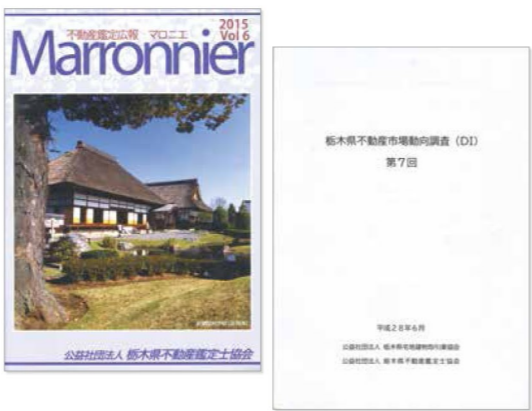 2015
不動産鑑定広報 マロニエ Vol 6
Marronnier
公益社団法人 栃木県不動産鑑定士協会
栃木県不動産市場動向調査（DI）
第7回
平成28年6月
公益社団法人 栃木県宅地建物取引業協会
公益社団法人 栃木県不動産鑑定士協会